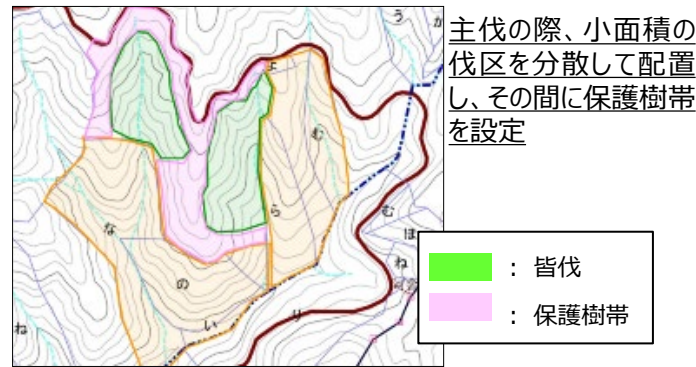 主伐の際、小面積の
伐区を分散して配置
し、その間に保護樹帯
を設定
う
よ
む
な
ら
む
の
ほ
ね
い
り
ね
：皆伐
：保護樹帯